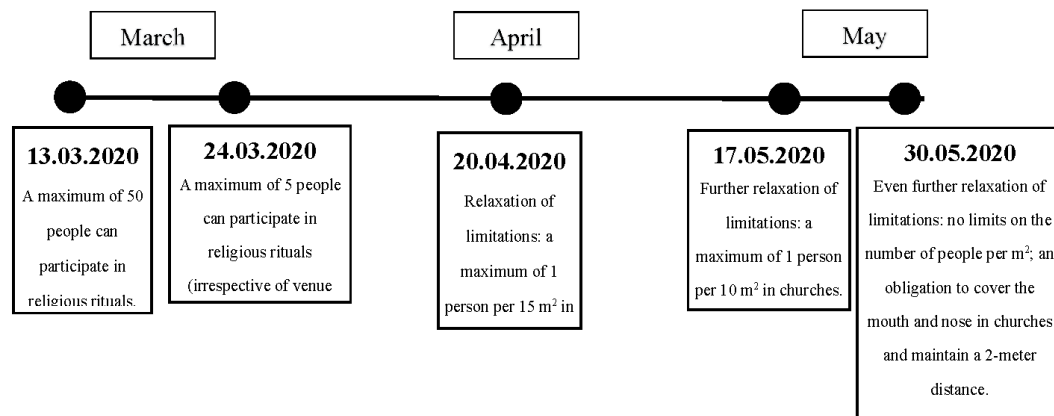 March
April
May
13.03.2020
A maximum of 50
people can
participate in
religious rituals.
24.03.2020
A maximum of 5 people
can participate in
religious rituals
(irrespective of venue
20.04.2020
Relaxation of
limitations: a
maximum of 1
person per 15 m² in
17.05.2020
Further relaxation of
limitations: a
maximum of 1 person
per 10 m² in churches.
30.05.2020
Even further relaxation of
limitations: no limits on the
number of people per m²; an
obligation to cover the
mouth and nose in churches
and maintain a 2-meter
distance.